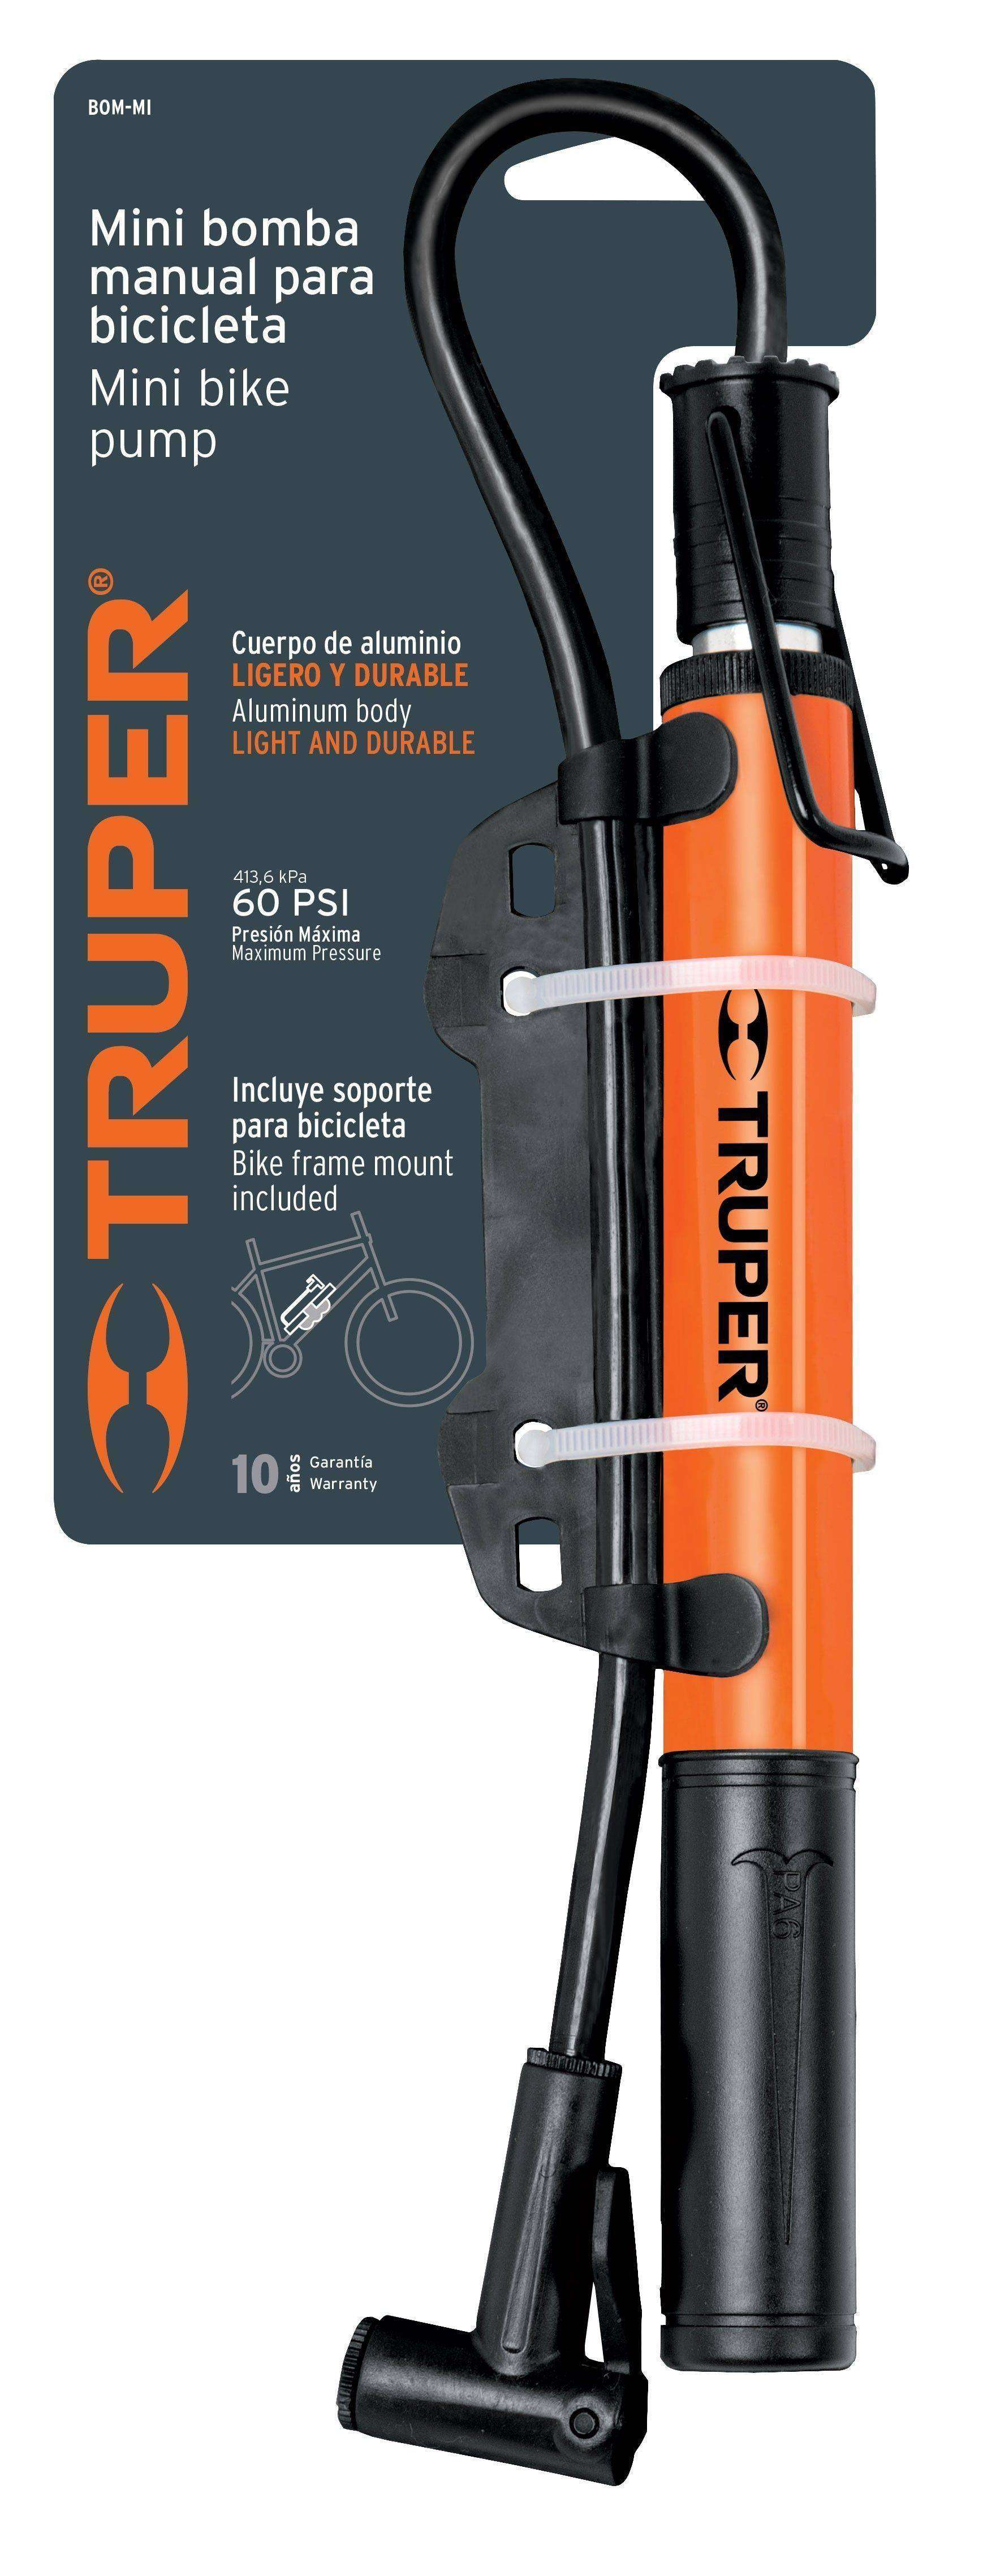 BOM-MI
Mini bomba
manual para
bicicleta
Mini bike
pump
TRUPER®
Cuerpo de aluminio
LIGERO Y DURABLE
Aluminum body
LIGHT AND DURABLE
413,6 kPa
60 PSI
Presión Máxima
Maximum Pressure
Incluye soporte
para bicicleta
Bike frame mount
included
10 años Garantía
Warranty
TRUPER®
PA6